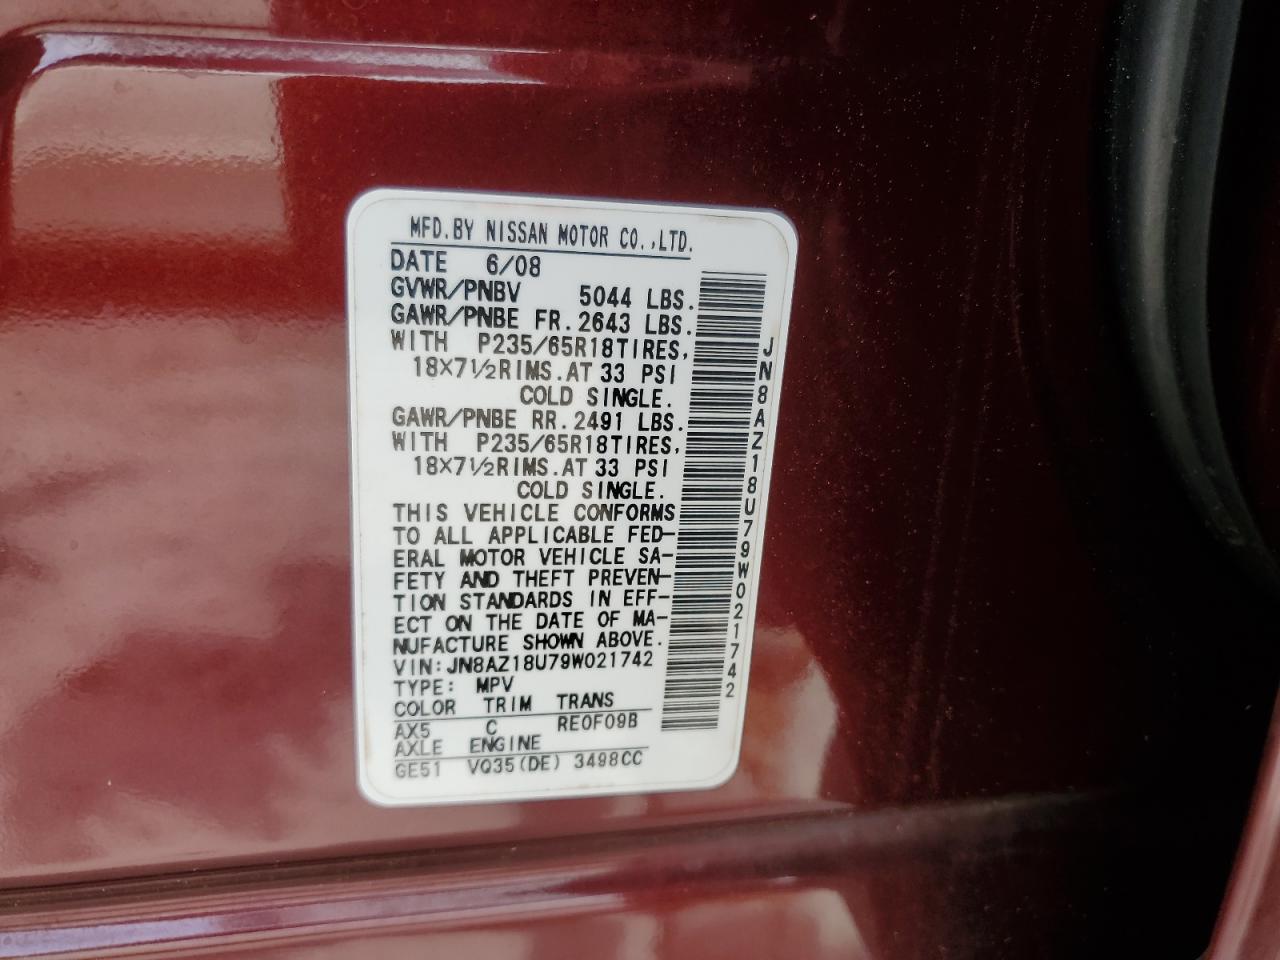 MFD.BY NISSAN MOTOR CO.,LTD.
DATE 6/08
GVWR/PNBV 5044 LBS.
GAWR/PNBE FR. 2643 LBS.
WITH P235/65R18TIRES,
18X7½RIMS.AT 33 PSI
COLD SINGLE.
GAWR/PNBE RR. 2491 LBS.
WITH P235/65R18TIRES,
18X7½RIMS.AT 33 PSI
COLD SINGLE.
THIS VEHICLE CONFORMS
TO ALL APPLICABLE FED-
ERAL MOTOR VEHICLE SA-
FETY AND THEFT PREVEN-
TION STANDARDS IN EFF-
ECT ON THE DATE OF MA-
NUFACTURE SHOWN ABOVE.
VIN: JN8AZ18U79W021742
TYPE: MPV
COLOR TRIM TRANS
AX5 C RE0F09B
AXLE ENGINE
GE51 VQ35(DE) 3498CC
JN8AZ18U79W021742